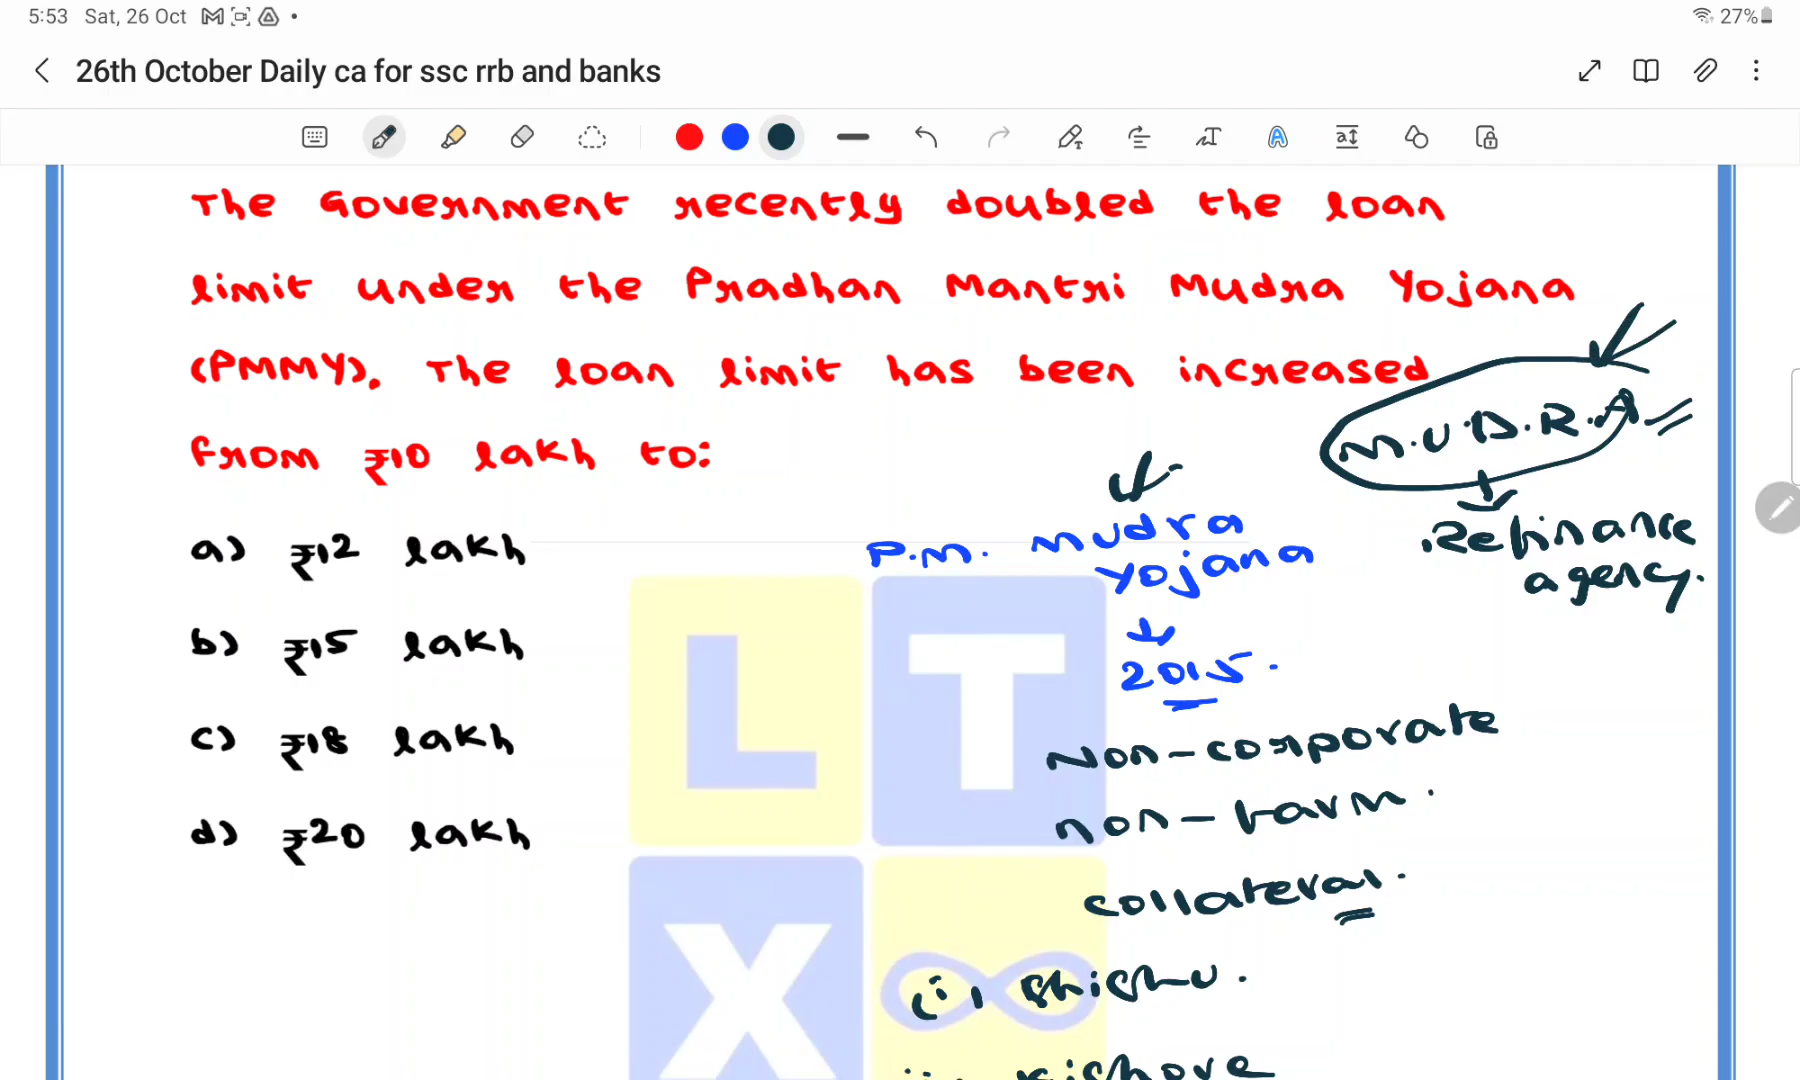 5:53 Sat, 26 Oct
27%
26th October Daily ca for ssc rrb and banks
The Government recently doubled the loan
limit under the Pradhan Mantri Mudra Yojana
(PMMY). The loan limit has been increased
from ₹10 lakh to:
a) ₹12 lakh
b) ₹15 lakh
c) ₹18 lakh
d) ₹20 lakh
M.U.D.R.A
Refinance
agency.
P.M. Mudra
Yojana
2015.
Non-corporate
non-farm.
collateral.
(i) Shishu.
ii) Kishore
L T
X